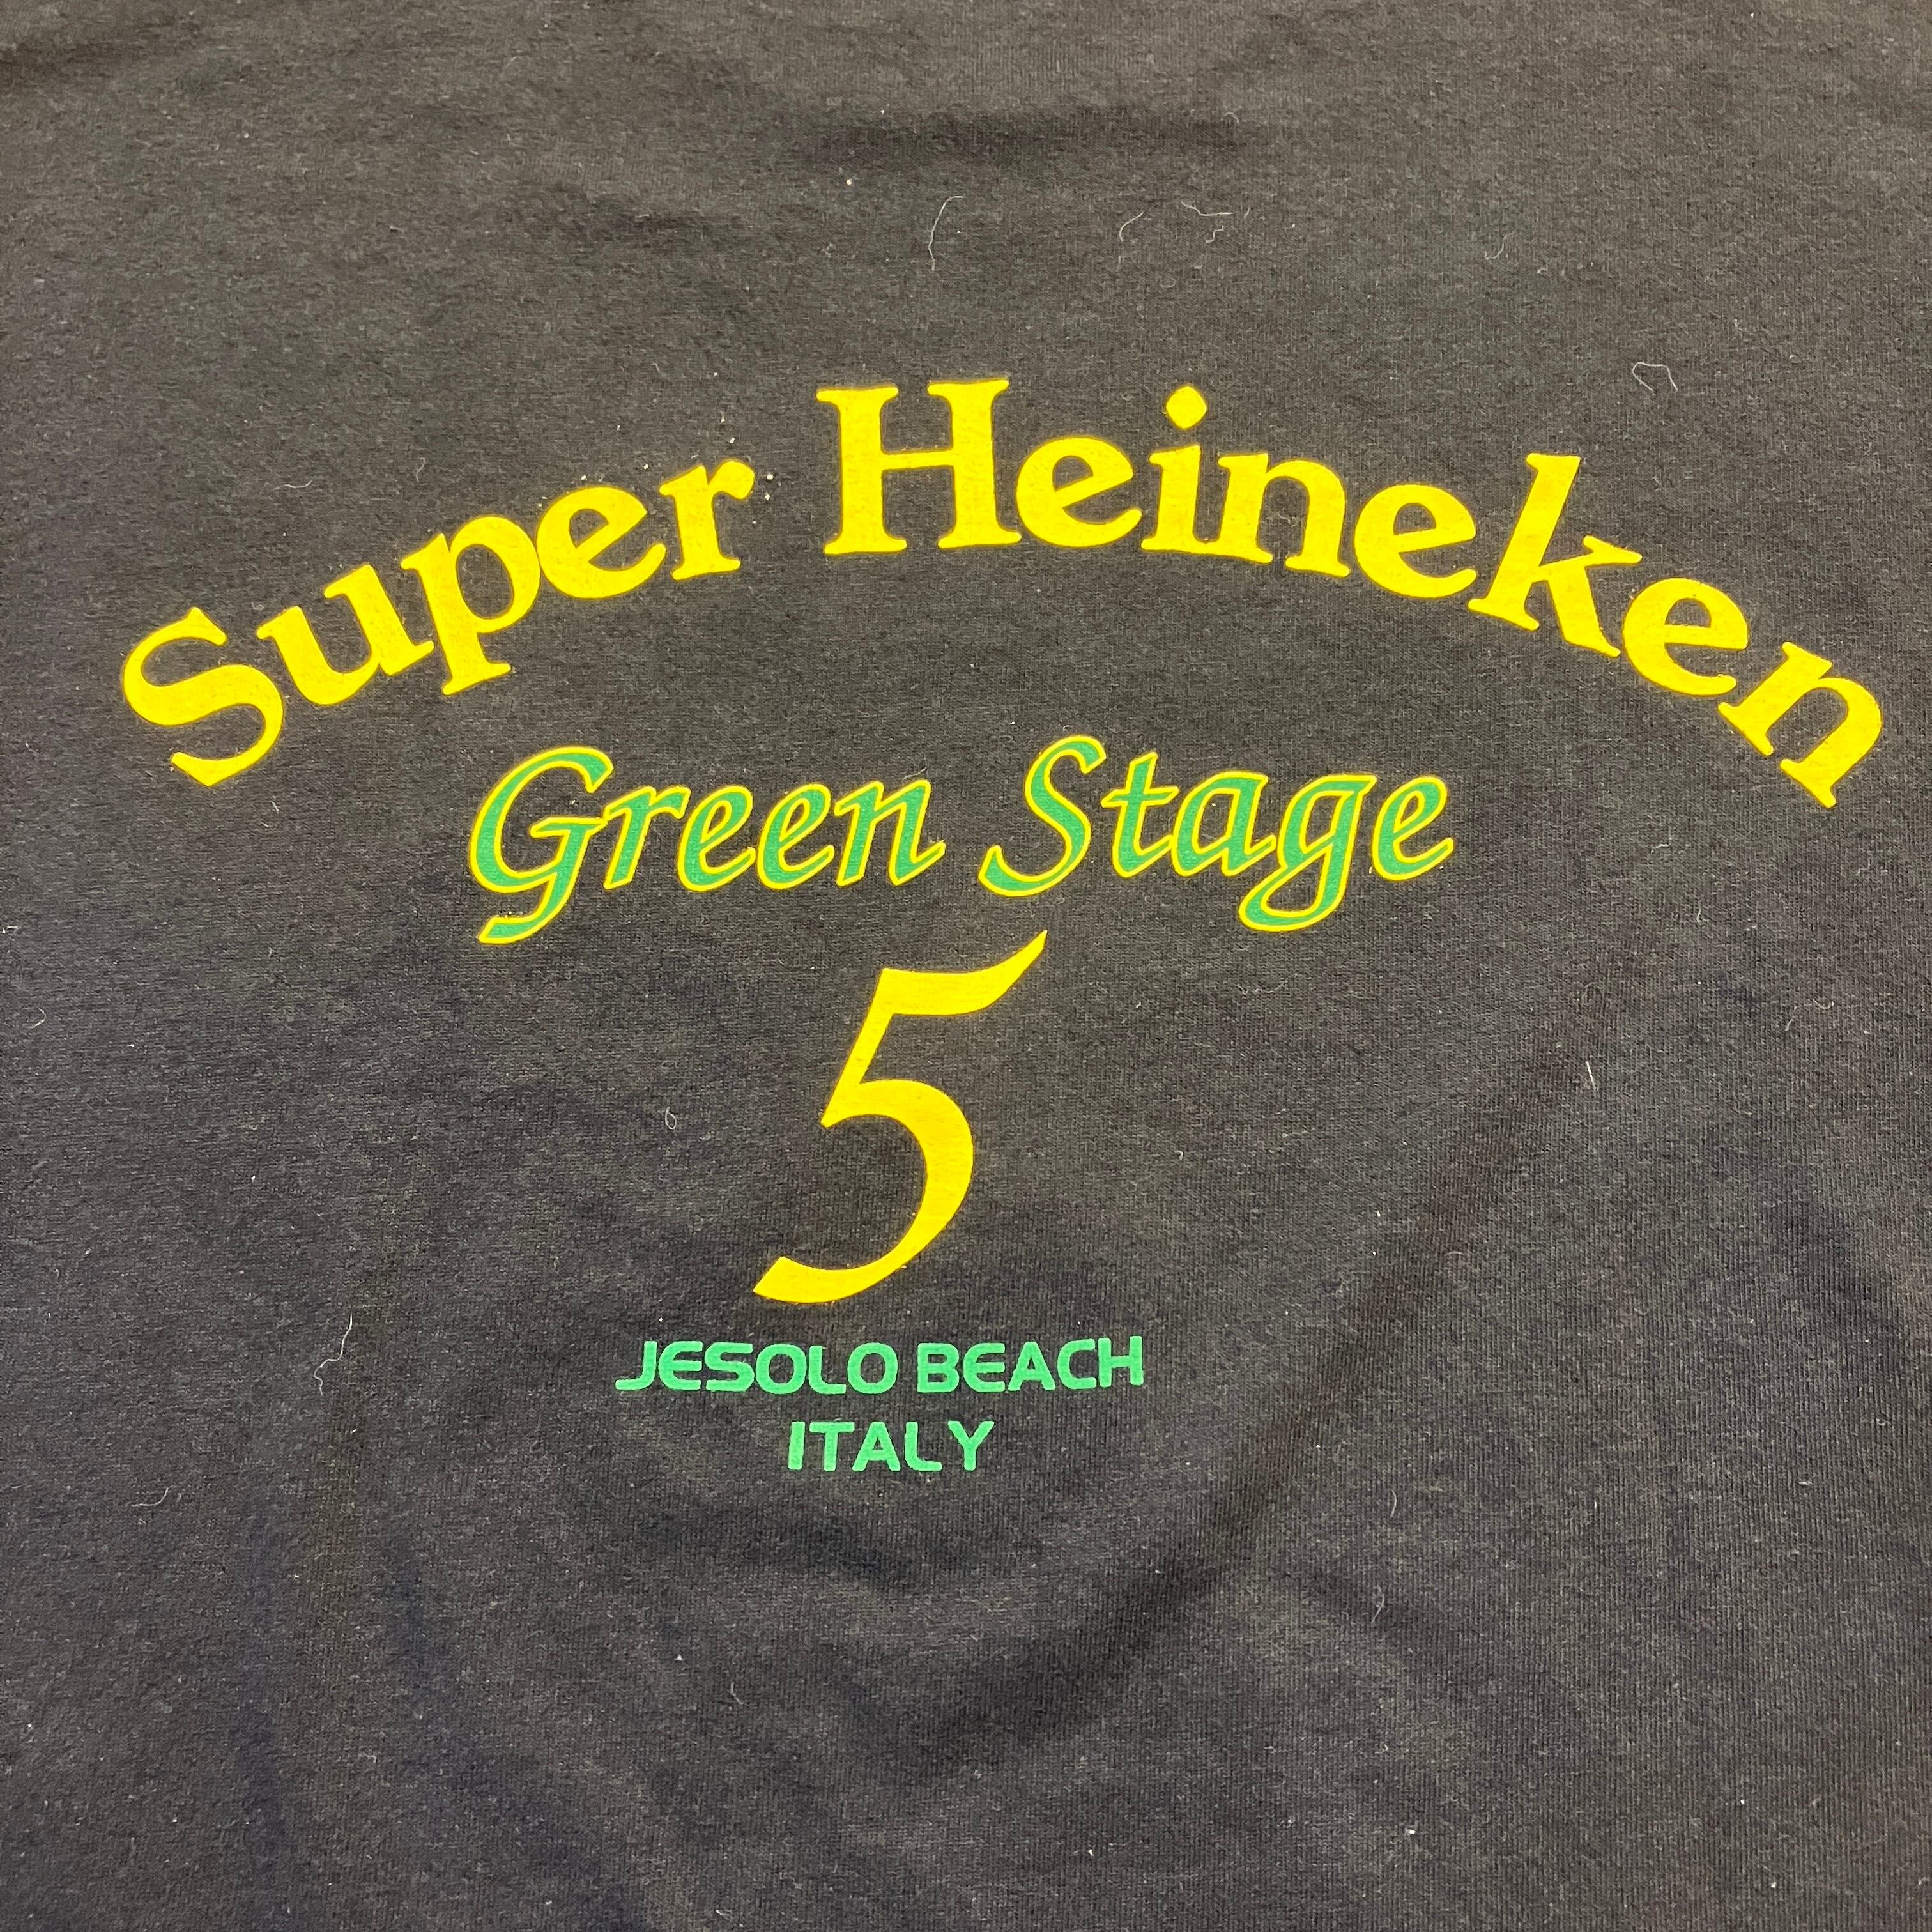 Super Heineken
Green Stage
5
JESOLO BEACH
ITALY